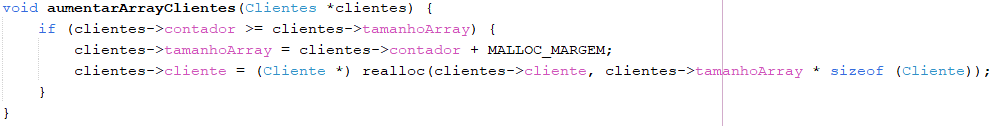 void aumentarArrayClientes(Clientes *clientes) {
    if (clientes->contador >= clientes->tamanhoArray) {
        clientes->tamanhoArray = clientes->contador + MALLOC_MARGEM;
        clientes->cliente = (Cliente *) realloc(clientes->cliente, clientes->tamanhoArray * sizeof (Cliente));
    }
}